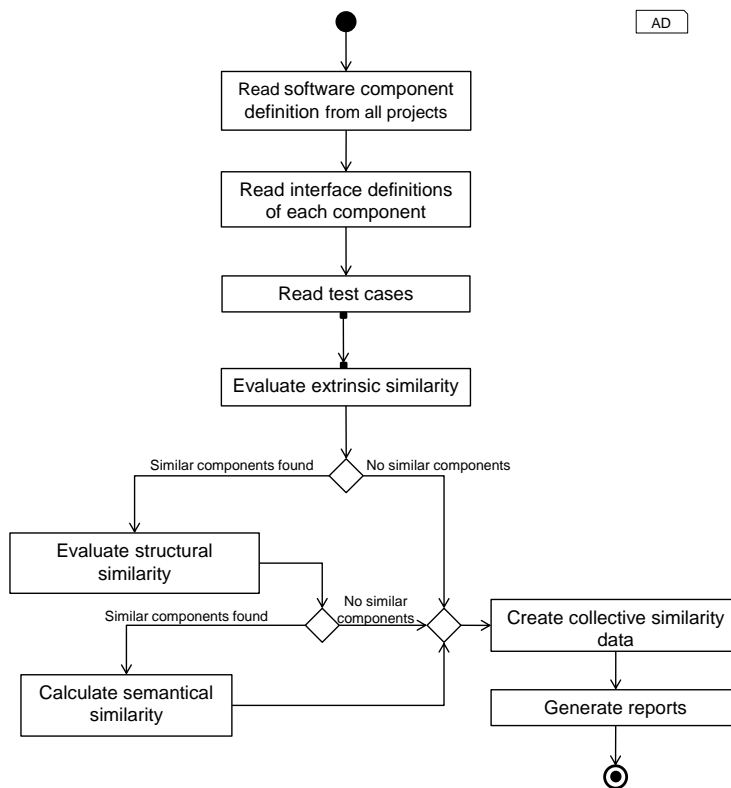 AD
Read software component
definition from all projects
Read interface definitions
of each component
Read test cases
Evaluate extrinsic similarity
Similar components found
No similar components
Evaluate structural
similarity
Similar components found
No similar
components
Create collective similarity
data
Calculate semantical
similarity
Generate reports